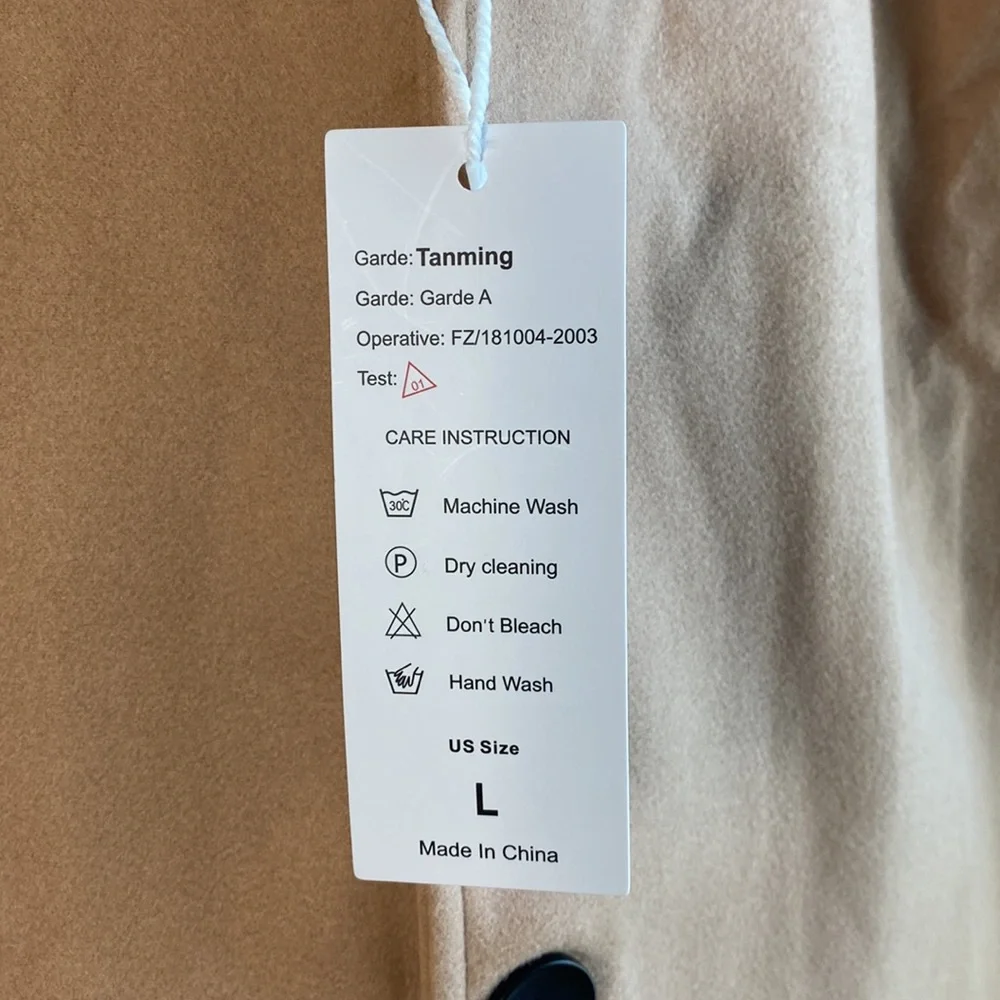 Garde: Tanming
Garde: Garde A
Operative: FZ/181004-2003
Test: 01
CARE INSTRUCTION
30C Machine Wash
P Dry cleaning
Don't Bleach
Hand Wash
US Size
L
Made In China